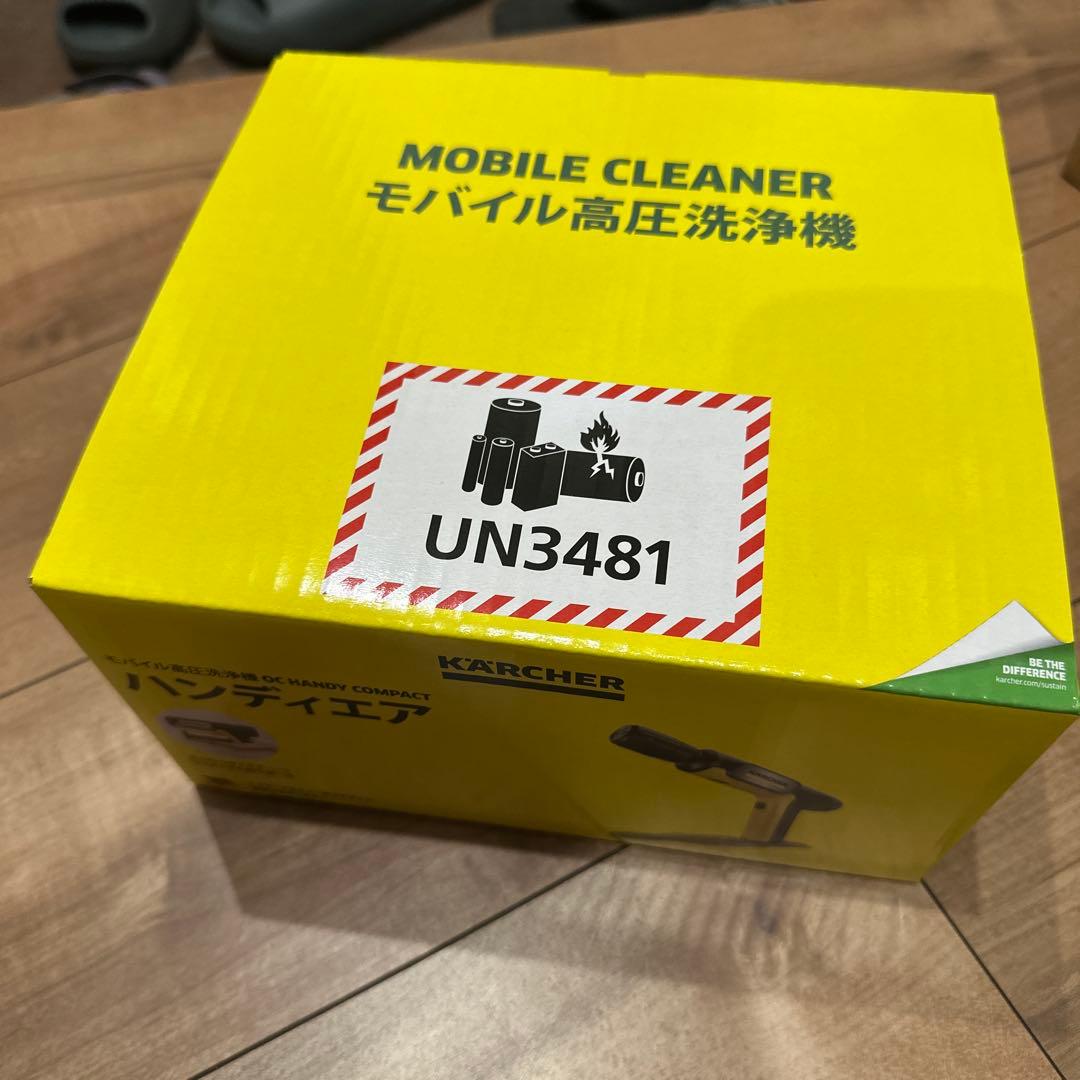 MOBILE CLEANER
モバイル高圧洗浄機
UN3481
BE THE
DIFFERENCE
karcher.com/sustain
KÄRCHER
モバイル高圧洗浄機 OC HANDY COMPACT
ハンディエア
KÄRCHER